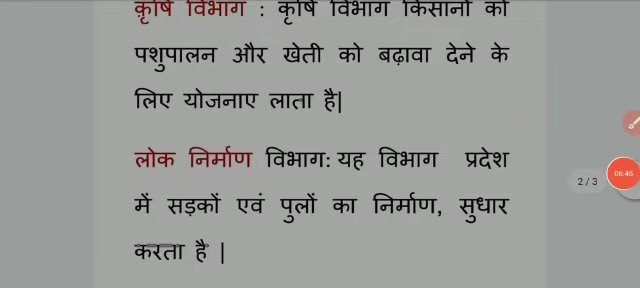 कृषि विभाग : कृषि विभाग किसानों को
पशुपालन और खेती को बढ़ावा देने के
लिए योजनाए लाता है|
लोक निर्माण विभाग: यह विभाग प्रदेश
में सड़कों एवं पुलों का निर्माण, सुधार
करता है |
2 / 3
06:45